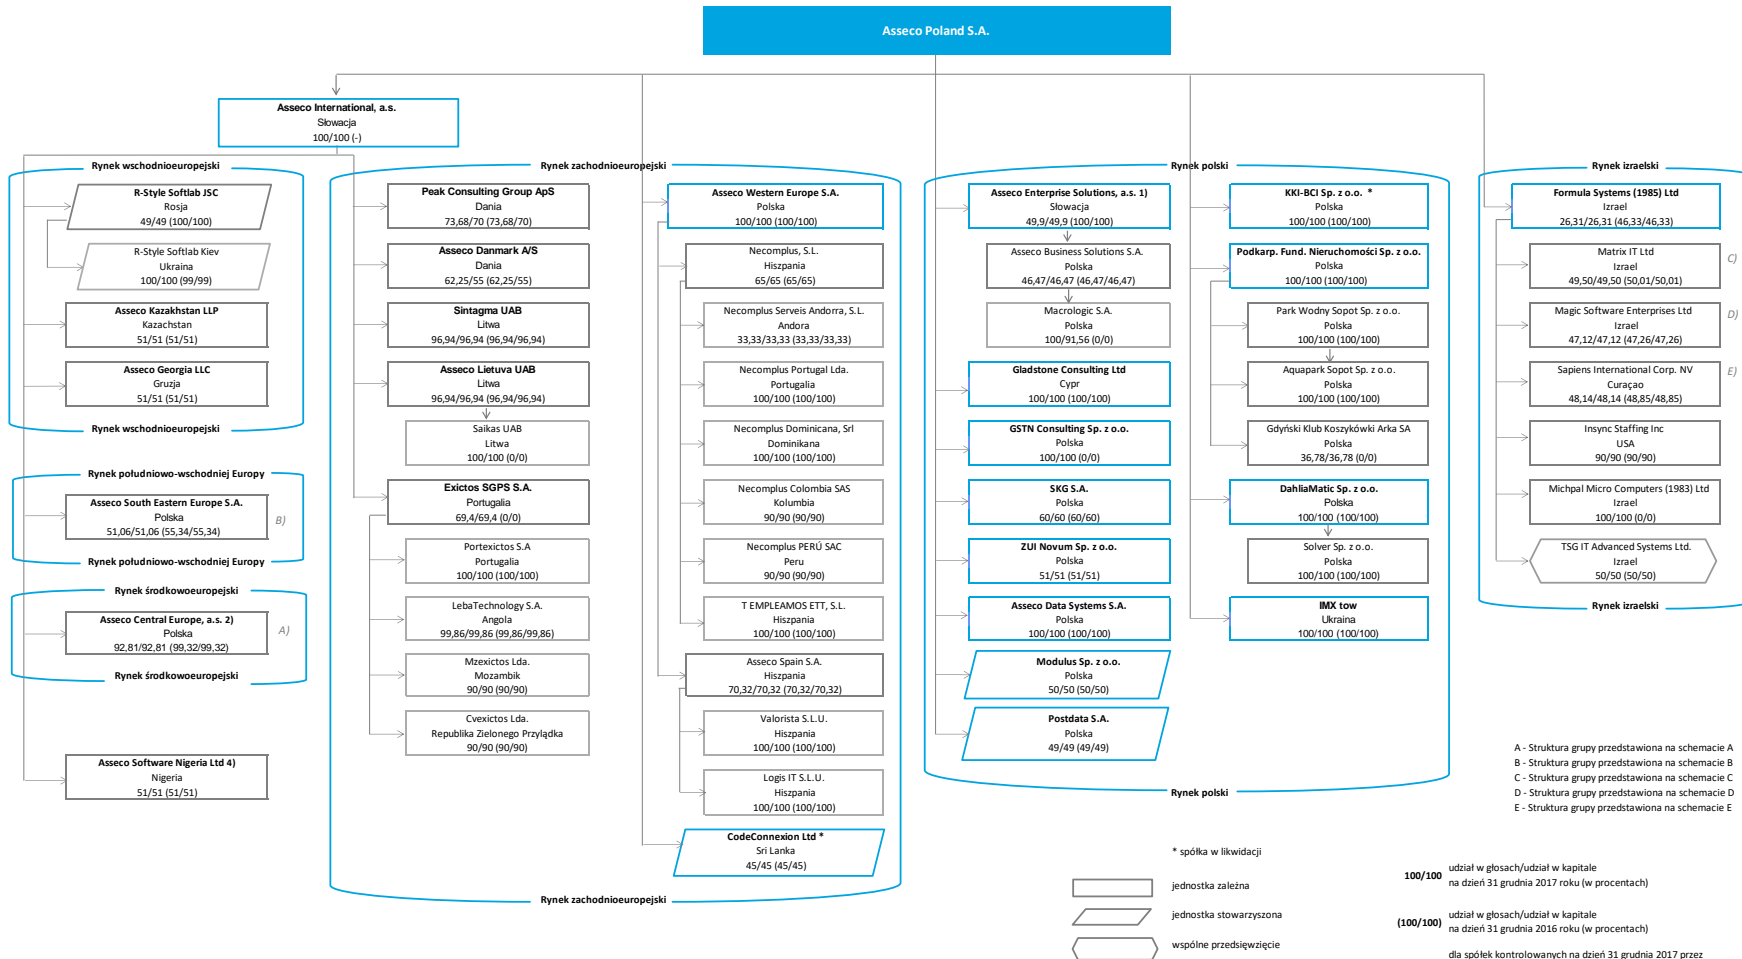 Asseco Poland S.A.
Asseco International, a.s.
Słowacja
100/100 (-)
Rynek wschodnioeuropejski
R-Style Softlab JSC
Rosja
49/49 (100/100)
R-Style Softlab Kiev
Ukraina
100/100 (99/99)
Asseco Kazakhstan LLP
Kazachstan
51/51 (51/51)
Asseco Georgia LLC
Gruzja
51/51 (51/51)
Rynek wschodnioeuropejski
Rynek południowo-wschodniej Europy
Asseco South Eastern Europe S.A.
Polska
51,06/51,06 (55,34/55,34)
B)
Rynek południowo-wschodniej Europy
Rynek środkowoeuropejski
Asseco Central Europe, a.s. 2)
Polska
92,81/92,81 (99,32/99,32)
A)
Rynek środkowoeuropejski
Asseco Software Nigeria Ltd 4)
Nigeria
51/51 (51/51)
Rynek zachodnioeuropejski
Peak Consulting Group ApS
Dania
73,68/70 (73,68/70)
Asseco Danmark A/S
Dania
62,25/55 (62,25/55)
Sintagma UAB
Litwa
96,94/96,94 (96,94/96,94)
Asseco Lietuva UAB
Litwa
96,94/96,94 (96,94/96,94)
Saikas UAB
Litwa
100/100 (0/0)
Exictos SGPS S.A.
Portugalia
69,4/69,4 (0/0)
Portexictos S.A
Portugalia
100/100 (100/100)
LebaTechnology S.A.
Angola
99,86/99,86 (99,86/99,86)
Mzexictos Lda.
Mozambik
90/90 (90/90)
Cvexictos Lda.
Republika Zielonego Przylądka
90/90 (90/90)
Asseco Western Europe S.A.
Polska
100/100 (100/100)
Necomplus, S.L.
Hiszpania
65/65 (65/65)
Necomplus Serveis Andorra, S.L.
Andora
33,33/33,33 (33,33/33,33)
Necomplus Portugal Lda.
Portugalia
100/100 (100/100)
Necomplus Dominicana, Srl
Dominikana
100/100 (100/100)
Necomplus Colombia SAS
Kolumbia
90/90 (90/90)
Necomplus PERÚ SAC
Peru
90/90 (90/90)
T EMPLEAMOS ETT, S.L.
Hiszpania
100/100 (100/100)
Asseco Spain S.A.
Hiszpania
70,32/70,32 (70,32/70,32)
Valorista S.L.U.
Hiszpania
100/100 (100/100)
Logis IT S.L.U.
Hiszpania
100/100 (100/100)
CodeConnexion Ltd *
Sri Lanka
45/45 (45/45)
Rynek zachodnioeuropejski
Rynek polski
Asseco Enterprise Solutions, a.s. 1)
Słowacja
49,9/49,9 (100/100)
Asseco Business Solutions S.A.
Polska
46,47/46,47 (46,47/46,47)
Macrologic S.A.
Polska
100/91,56 (0/0)
Gladstone Consulting Ltd
Cypr
100/100 (100/100)
GSTN Consulting Sp. z o.o.
Polska
100/100 (0/0)
SKG S.A.
Polska
60/60 (60/60)
ZUI Novum Sp. z o.o.
Polska
51/51 (51/51)
Asseco Data Systems S.A.
Polska
100/100 (100/100)
Modulus Sp. z o.o.
Polska
50/50 (50/50)
Postdata S.A.
Polska
49/49 (49/49)
KKI-BCI Sp. z o.o. *
Polska
100/100 (100/100)
Podkarp. Fund. Nieruchomości Sp. z o.o.
Polska
100/100 (100/100)
Park Wodny Sopot Sp. z o.o.
Polska
100/100 (100/100)
Aquapark Sopot Sp. z o.o.
Polska
100/100 (100/100)
Gdyński Klub Koszykówki Arka SA
Polska
36,78/36,78 (0/0)
DahliaMatic Sp. z o.o.
Polska
100/100 (100/100)
Solver Sp. z o.o.
Polska
100/100 (100/100)
IMX tow
Ukraina
100/100 (100/100)
Rynek polski
Rynek izraelski
Formula Systems (1985) Ltd
Izrael
26,31/26,31 (46,33/46,33)
Matrix IT Ltd
Izrael
49,50/49,50 (50,01/50,01)
C)
Magic Software Enterprises Ltd
Izrael
47,12/47,12 (47,26/47,26)
D)
Sapiens International Corp. NV
Curaçao
48,14/48,14 (48,85/48,85)
E)
Insync Staffing Inc
USA
90/90 (90/90)
Michpal Micro Computers (1983) Ltd
Izrael
100/100 (0/0)
TSG IT Advanced Systems Ltd.
Izrael
50/50 (50/50)
Rynek izraelski
A - Struktura grupy przedstawiona na schemacie A
B - Struktura grupy przedstawiona na schemacie B
C - Struktura grupy przedstawiona na schemacie C
D - Struktura grupy przedstawiona na schemacie D
E - Struktura grupy przedstawiona na schemacie E
* spółka w likwidacji
jednostka zależna
jednostka stowarzyszona
wspólne przedsięwzięcie
100/100 udział w głosach/udział w kapitale
na dzień 31 grudnia 2017 roku (w procentach)
(100/100) udział w głosach/udział w kapitale
na dzień 31 grudnia 2016 roku (w procentach)
dla spółek kontrolowanych na dzień 31 grudnia 2017 przez